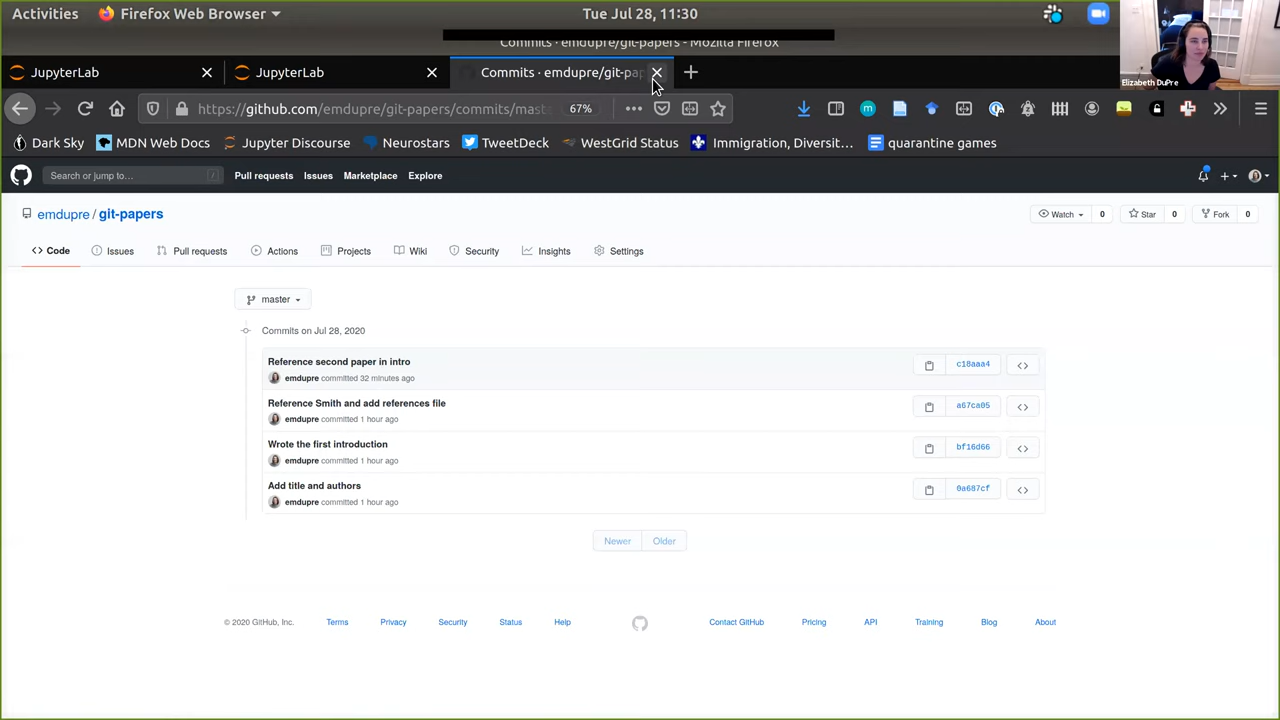 Activities Firefox Web Browser Tue Jul 28, 11:30
Commits · emdupre/git-papers - Mozilla Firefox
Elizabeth DuPre
JupyterLab JupyterLab Commits · emdupre/git-pap
https://github.com/emdupre/git-papers/commits/mast 67%
Dark Sky MDN Web Docs Jupyter Discourse Neurostars TweetDeck WestGrid Status Immigration, Diversit… quarantine games
Search or jump to… / Pull requests Issues Marketplace Explore
emdupre / git-papers Watch 0 Star 0 Fork 0
Code Issues Pull requests Actions Projects Wiki Security Insights Settings
master
Commits on Jul 28, 2020
Reference second paper in intro
emdupre committed 32 minutes ago c18aaa4
Reference Smith and add references file
emdupre committed 1 hour ago a67ca05
Wrote the first introduction
emdupre committed 1 hour ago bf16d66
Add title and authors
emdupre committed 1 hour ago 0a687cf
Newer Older
© 2020 GitHub, Inc. Terms Privacy Security Status Help Contact GitHub Pricing API Training Blog About